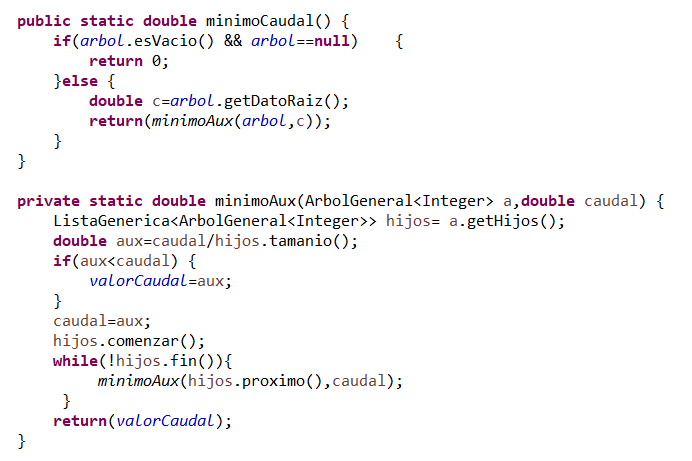 public static double minimoCaudal() {
    if(arbol.esVacio() && arbol==null)    {
        return 0;
    }else {
        double c=arbol.getDatoRaiz();
        return(minimoAux(arbol,c));
    }
}

private static double minimoAux(ArbolGeneral<Integer> a,double caudal) {
    ListaGenerica<ArbolGeneral<Integer>> hijos= a.getHijos();
    double aux=caudal/hijos.tamanio();
    if(aux<caudal) {
        valorCaudal=aux;
    }
    caudal=aux;
    hijos.comenzar();
    while(!hijos.fin()){
         minimoAux(hijos.proximo(),caudal);
     }
    return(valorCaudal);
}